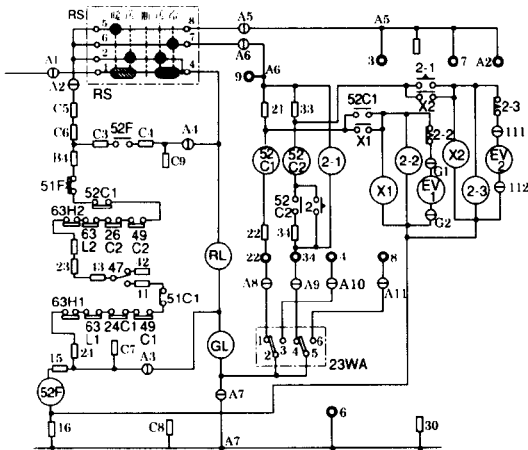 RS
5 8 A5 A5
6 7 A6
2 3 7 A2
A1 1 4
RS
A2
9 A6 2-1
C5
C6 C3 52F C4 A4
21 33 52C1 X2 2-3
B4 C9
X1 2-2 111
51F
52C1
52 C1 52 C2 2-1 2-2 G1 X2 EV 2
X1 EV 1 2-3 112
63H2
52 C2 2
G2
63 L2 26 C2 49 C2
22 34
RL
23 43 47 42
11
51C1
22 34 4 8
A8 A9 A10 A11
63H1
63 L1 24C1 49 C1
GL
1 2 3 4 5 6
23WA
21 C7
15 A3
52F
A7
16 C8 A7 6 30